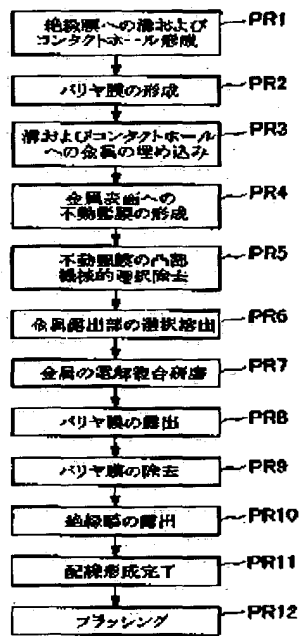 絶縁膜への溝および
コンタクトホール形成
PR1
バリヤ膜の形成
PR2
溝およびコンタクトホール
への金属の埋め込み
PR3
金属表面への
不動態膜の形成
PR4
不動態膜の凸部
機械的選択除去
PR5
金属露出部の選択溶出
PR6
金属の電解複合研磨
PR7
バリヤ膜の露出
PR8
バリヤ膜の除去
PR9
絶縁膜の露出
PR10
配線形成完了
PR11
フラッシング
PR12